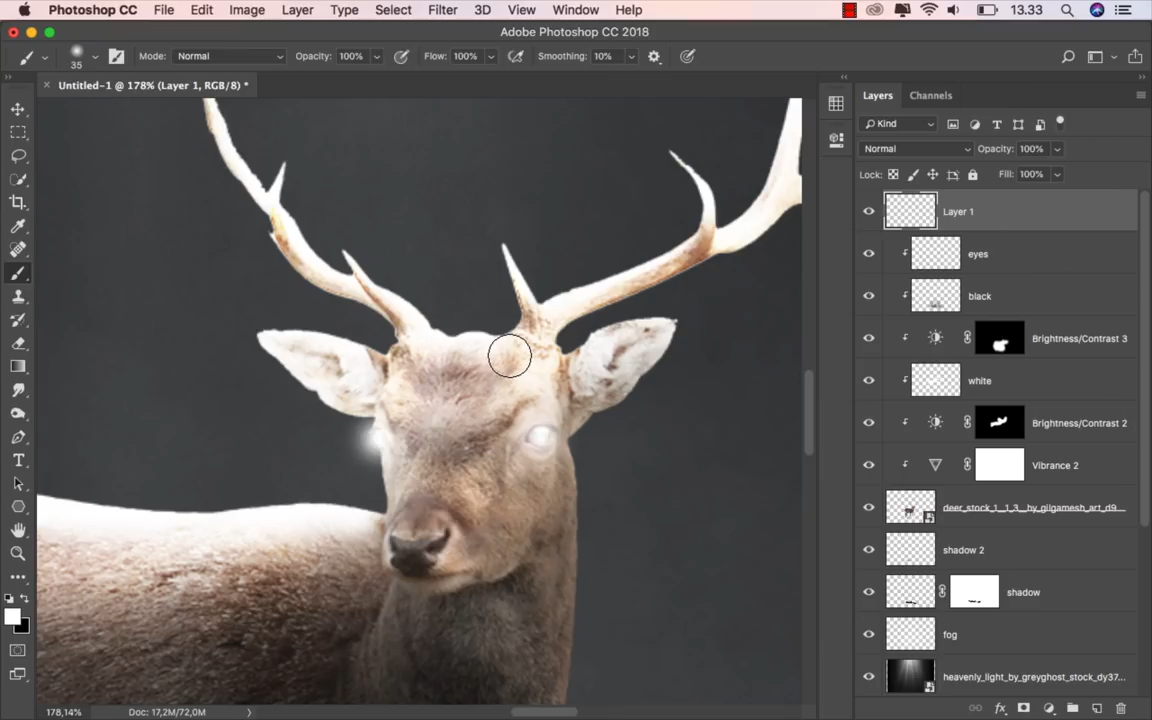 Photoshop CC File Edit Image Layer Type Select Filter 3D View Window Help 13.33
Adobe Photoshop CC 2018
35 Mode: Normal Opacity: 100% Flow: 100% Smoothing: 10%
Untitled-1 @ 178% (Layer 1, RGB/8) *
Layers Channels
Kind
Normal Opacity: 100%
Lock: Fill: 100%
Layer 1
eyes
black
Brightness/Contrast 3
white
Brightness/Contrast 2
Vibrance 2
deer_stock_1__1_3__by_gilgamesh_art_d9...
shadow 2
shadow
fog
heavenly_light_by_greyghost_stock_dy37...
178,14% Doc: 17,2M/72,0M